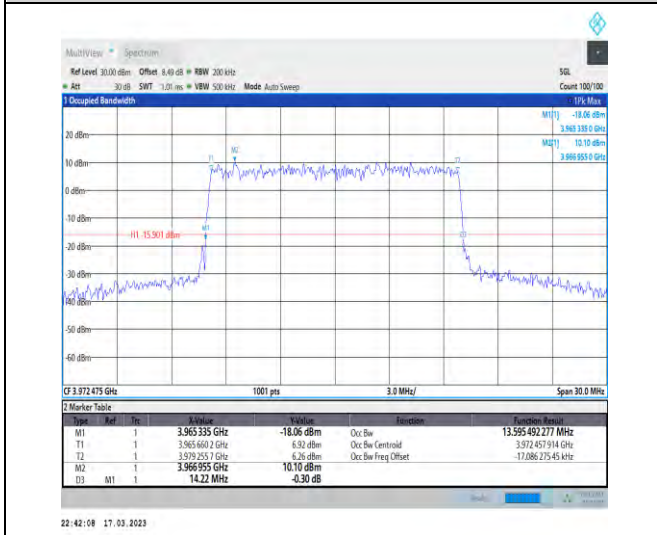 MultiView Spectrum
Ref Level 30.00 dBm Offset 8.49 dB RBW 200 kHz SGL
Att 30 dB SWT 1.01 ms VBW 500 kHz Mode Auto Sweep Count 100/100
1 Occupied Bandwidth 1Pk Max
M1[1] -18.06 dBm
3.965 335 0 GHz
M2[1] 10.10 dBm
3.966 955 0 GHz
20 dBm
M2
T1
T2
10 dBm
0 dBm
-10 dBm
M1
H1 -15.901 dBm
D3
-20 dBm
-30 dBm
-40 dBm
-50 dBm
-60 dBm
CF 3.972 475 GHz 1001 pts 3.0 MHz/ Span 30.0 MHz
2 Marker Table
Type Ref Trc X-Value Y-Value Function Function Result
M1 1 3.965 335 GHz -18.06 dBm Occ Bw 13.595 492 277 MHz
T1 1 3.965 660 2 GHz 6.92 dBm Occ Bw Centroid 3.972 457 914 GHz
T2 1 3.979 255 7 GHz 6.26 dBm Occ Bw Freq Offset -17.086 275 45 kHz
M2 1 3.966 955 GHz 10.10 dBm
D3 M1 1 14.22 MHz -0.30 dB
22:42:08 17.03.2023